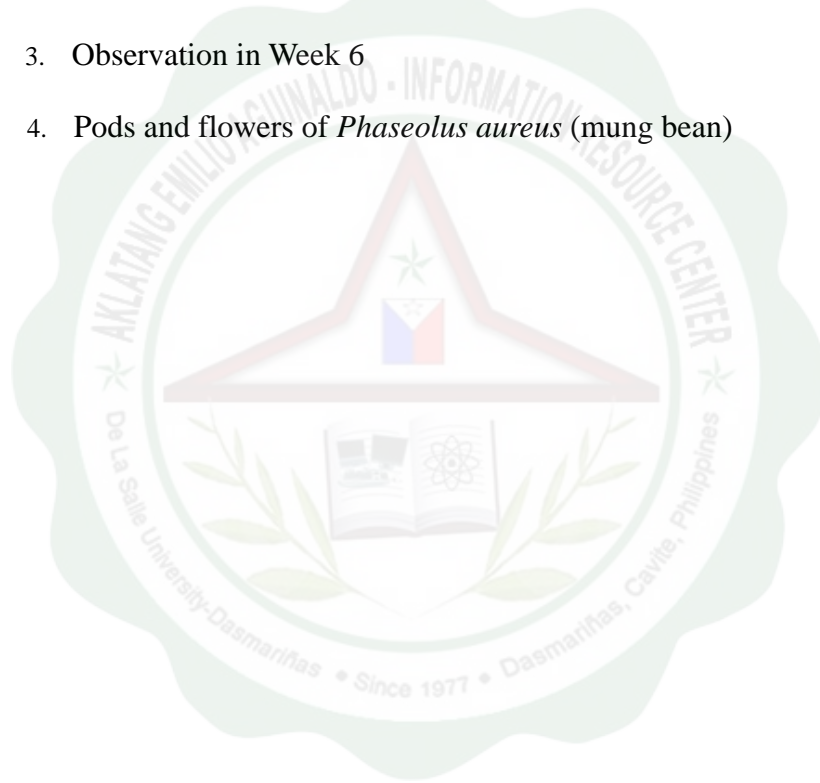 3. Observation in Week 6
4. Pods and flowers of Phaseolus aureus (mung bean)
AKLATANG EMILIO AGUINALDO - INFORMATION RESOURCE CENTER
De La Salle University-Dasmariñas • Since 1977 • Dasmariñas, Cavite, Philippines